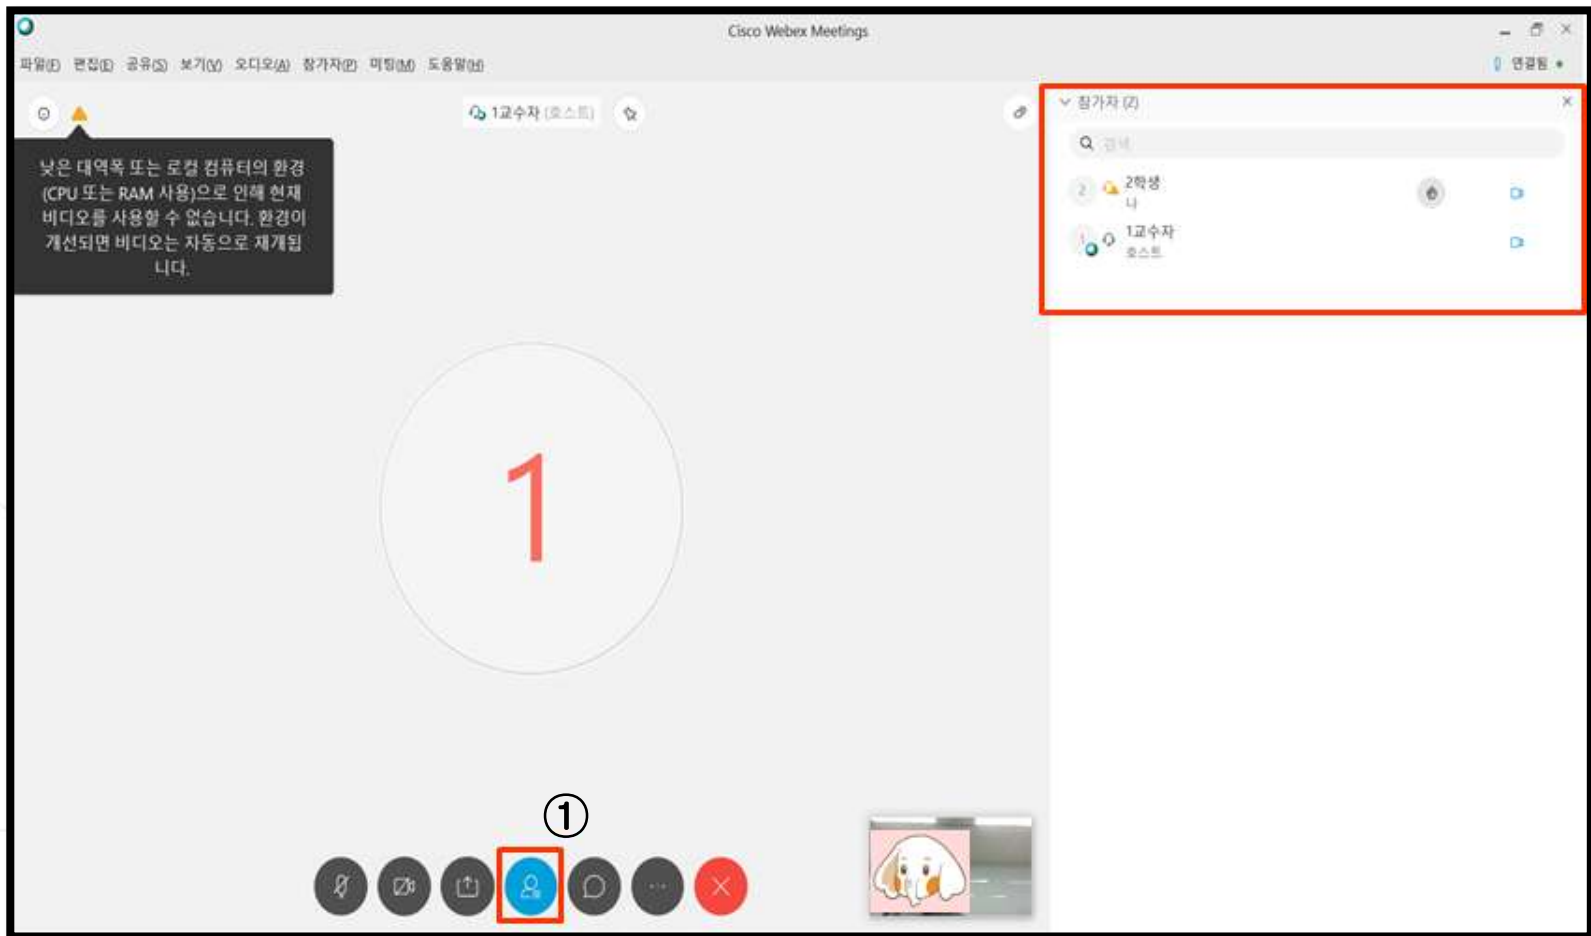 Cisco Webex Meetings
파일(F) 편집(E) 공유(S) 보기(V) 오디오(A) 참가자(P) 미팅(M) 도움말(H)
연결됨
1교수자 (호스트)
낮은 대역폭 또는 로컬 컴퓨터의 환경
(CPU 또는 RAM 사용)으로 인해 현재
비디오를 사용할 수 없습니다. 환경이
개선되면 비디오는 자동으로 재개됩
니다.
참가자 (2)
검색
2
2학생
나
1
1교수자
호스트
1
①